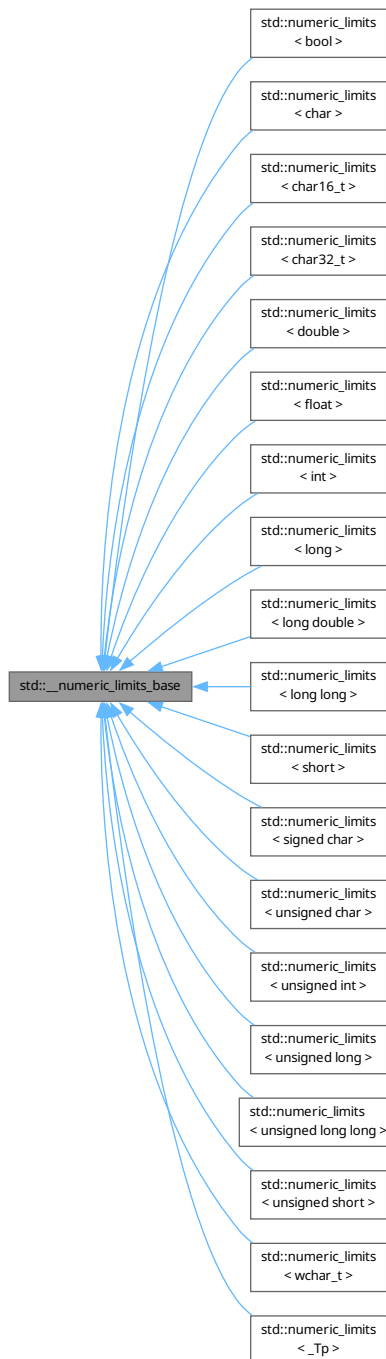 std::numeric_limits
< bool >
std::numeric_limits
< char >
std::numeric_limits
< char16_t >
std::numeric_limits
< char32_t >
std::numeric_limits
< double >
std::numeric_limits
< float >
std::numeric_limits
< int >
std::numeric_limits
< long >
std::numeric_limits
< long double >
std::__numeric_limits_base
std::numeric_limits
< long long >
std::numeric_limits
< short >
std::numeric_limits
< signed char >
std::numeric_limits
< unsigned char >
std::numeric_limits
< unsigned int >
std::numeric_limits
< unsigned long >
std::numeric_limits
< unsigned long long >
std::numeric_limits
< unsigned short >
std::numeric_limits
< wchar_t >
std::numeric_limits
< _Tp >